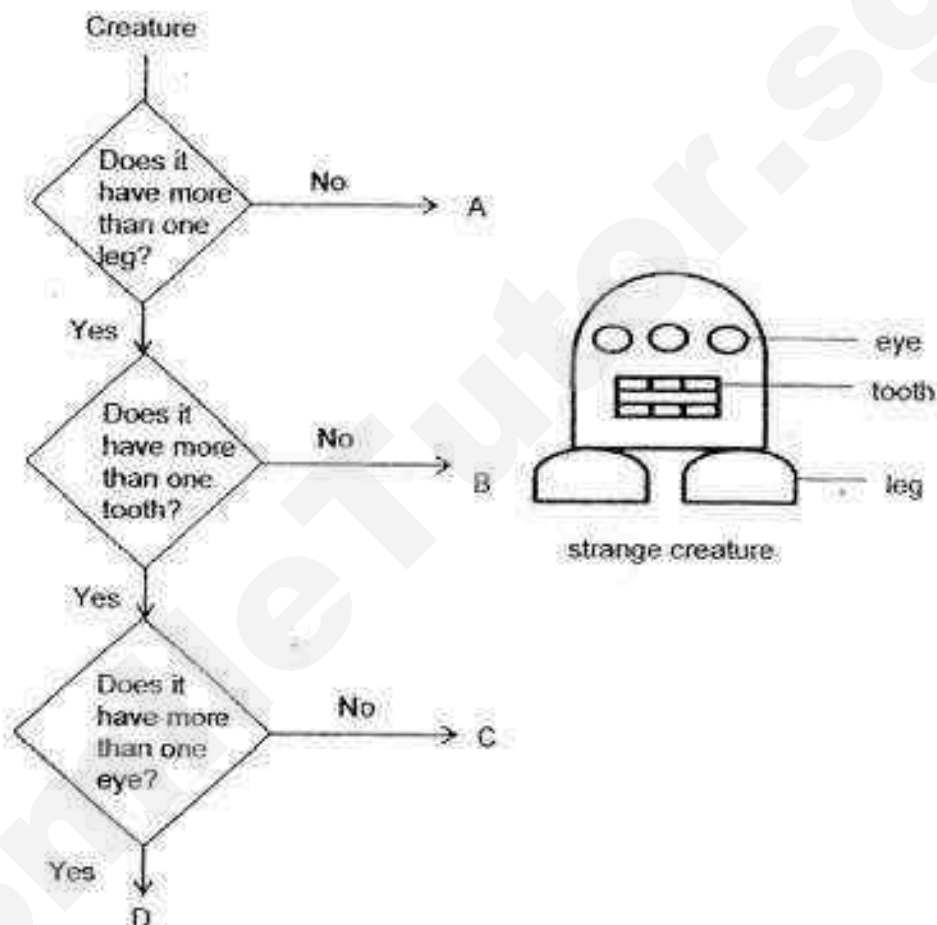 Creature
Does it
have more
than one
leg?
No
A
Yes
Does it
have more
than one
tooth?
No
B
Yes
Does it
have more
than one
eye?
No
C
Yes
D
eye
tooth
leg
strange creature